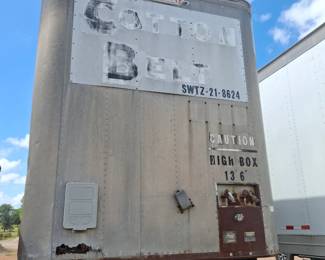 COTTON
BELT
SWTZ-21-8624
CAUTION
HIGH BOX
13'6"